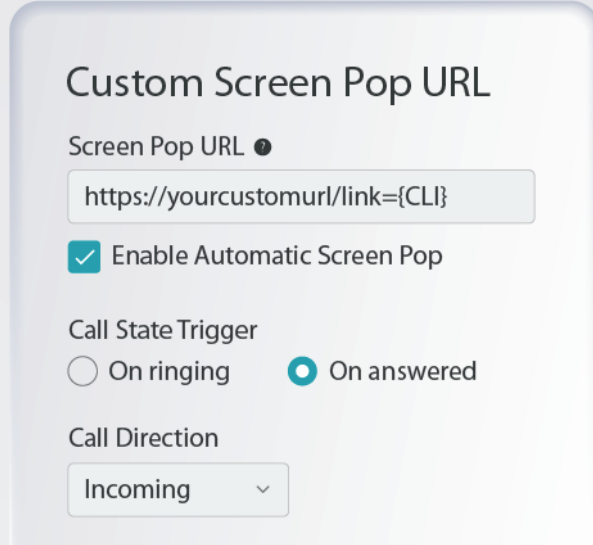 Custom Screen Pop URL
Screen Pop URL ?
https://yourcustomurl/link={CLI}
Enable Automatic Screen Pop
Call State Trigger
On ringing On answered
Call Direction
Incoming